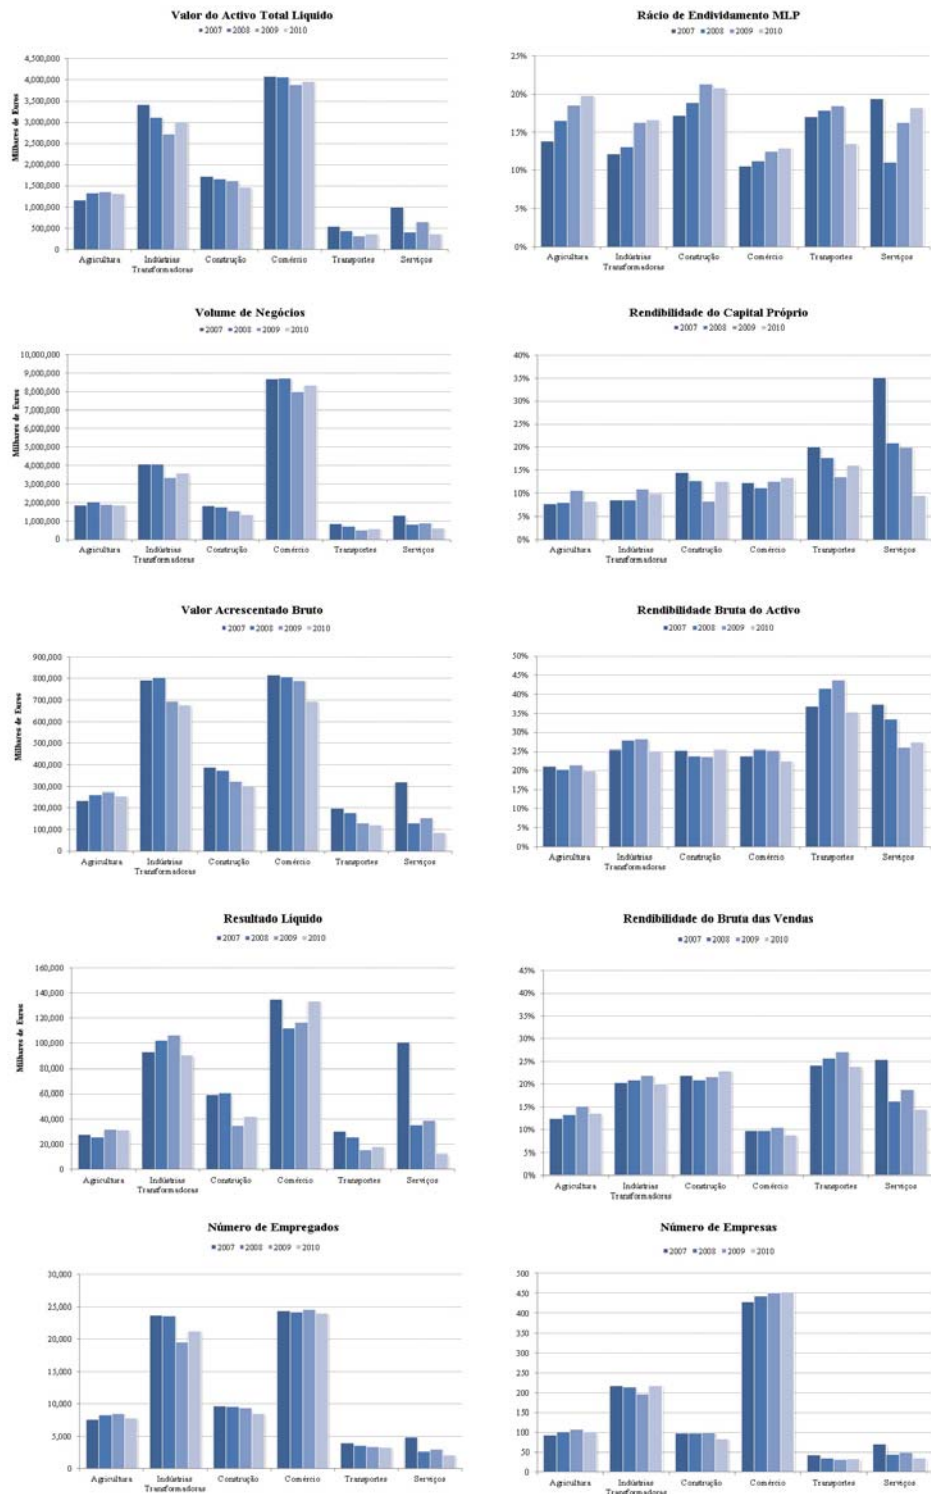 Valor do Activo Total Líquido
2007 2008 2009 2010
Milhares de Euros
4,500,000
4,000,000
3,500,000
3,000,000
2,500,000
2,000,000
1,500,000
1,000,000
500,000
0
Agricultura Indústrias Transformadoras Construção Comércio Transportes Serviços
Rácio de Endividamento MLP
2007 2008 2009 2010
25%
20%
15%
10%
5%
0%
Agricultura Indústrias Transformadoras Construção Comércio Transportes Serviços
Volume de Negócios
2007 2008 2009 2010
Milhares de Euros
10,000,000
9,000,000
8,000,000
7,000,000
6,000,000
5,000,000
4,000,000
3,000,000
2,000,000
1,000,000
0
Agricultura Indústrias Transformadoras Construção Comércio Transportes Serviços
Rendibilidade do Capital Próprio
2007 2008 2009 2010
40%
35%
30%
25%
20%
15%
10%
5%
0%
Agricultura Indústrias Transformadoras Construção Comércio Transportes Serviços
Valor Acrescentado Bruto
2007 2008 2009 2010
Milhares de Euros
900,000
800,000
700,000
600,000
500,000
400,000
300,000
200,000
100,000
0
Agricultura Indústrias Transformadoras Construção Comércio Transportes Serviços
Rendibilidade Bruta do Activo
2007 2008 2009 2010
50%
45%
40%
35%
30%
25%
20%
15%
10%
5%
0%
Agricultura Indústrias Transformadoras Construção Comércio Transportes Serviços
Resultado Líquido
2007 2008 2009 2010
Milhares de Euros
160,000
140,000
120,000
100,000
80,000
60,000
40,000
20,000
0
Agricultura Indústrias Transformadoras Construção Comércio Transportes Serviços
Rendibilidade do Bruta das Vendas
2007 2008 2009 2010
45%
40%
35%
30%
25%
20%
15%
10%
5%
0%
Agricultura Indústrias Transformadoras Construção Comércio Transportes Serviços
Número de Empregados
2007 2008 2009 2010
30,000
25,000
20,000
15,000
10,000
5,000
0
Agricultura Indústrias Transformadoras Construção Comércio Transportes Serviços
Número de Empresas
2007 2008 2009 2010
500
450
400
350
300
250
200
150
100
50
0
Agricultura Indústrias Transformadoras Construção Comércio Transportes Serviços